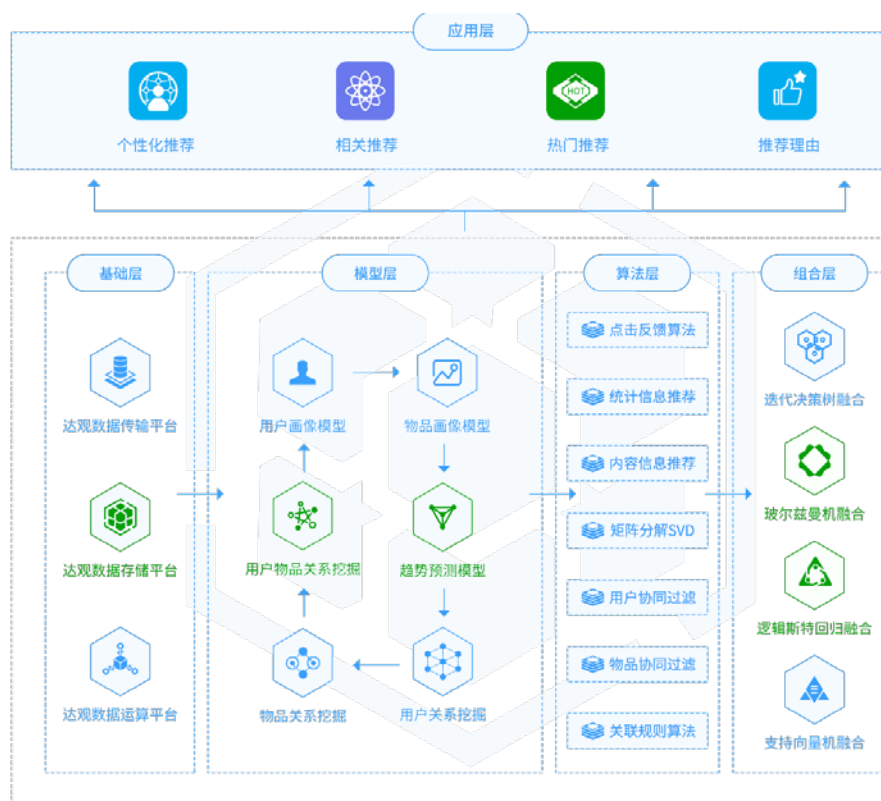 应用层
个性化推荐
相关推荐
HOT
热门推荐
推荐理由
基础层
达观数据传输平台
达观数据存储平台
达观数据运算平台
模型层
用户画像模型
物品画像模型
用户物品关系挖掘
趋势预测模型
物品关系挖掘
用户关系挖掘
算法层
点击反馈算法
统计信息推荐
内容信息推荐
矩阵分解SVD
用户协同过滤
物品协同过滤
关联规则算法
组合层
迭代决策树融合
玻尔兹曼机融合
逻辑斯特回归融合
支持向量机融合